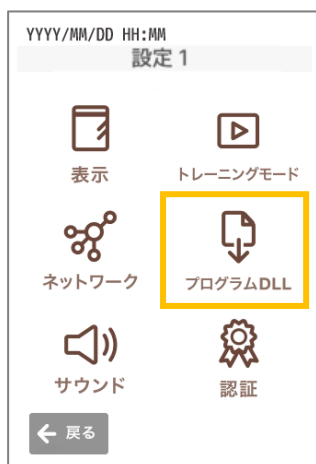 YYYY/MM/DD HH:MM
設定 1
表示
トレーニングモード
ネットワーク
プログラムDLL
サウンド
認証
戻る